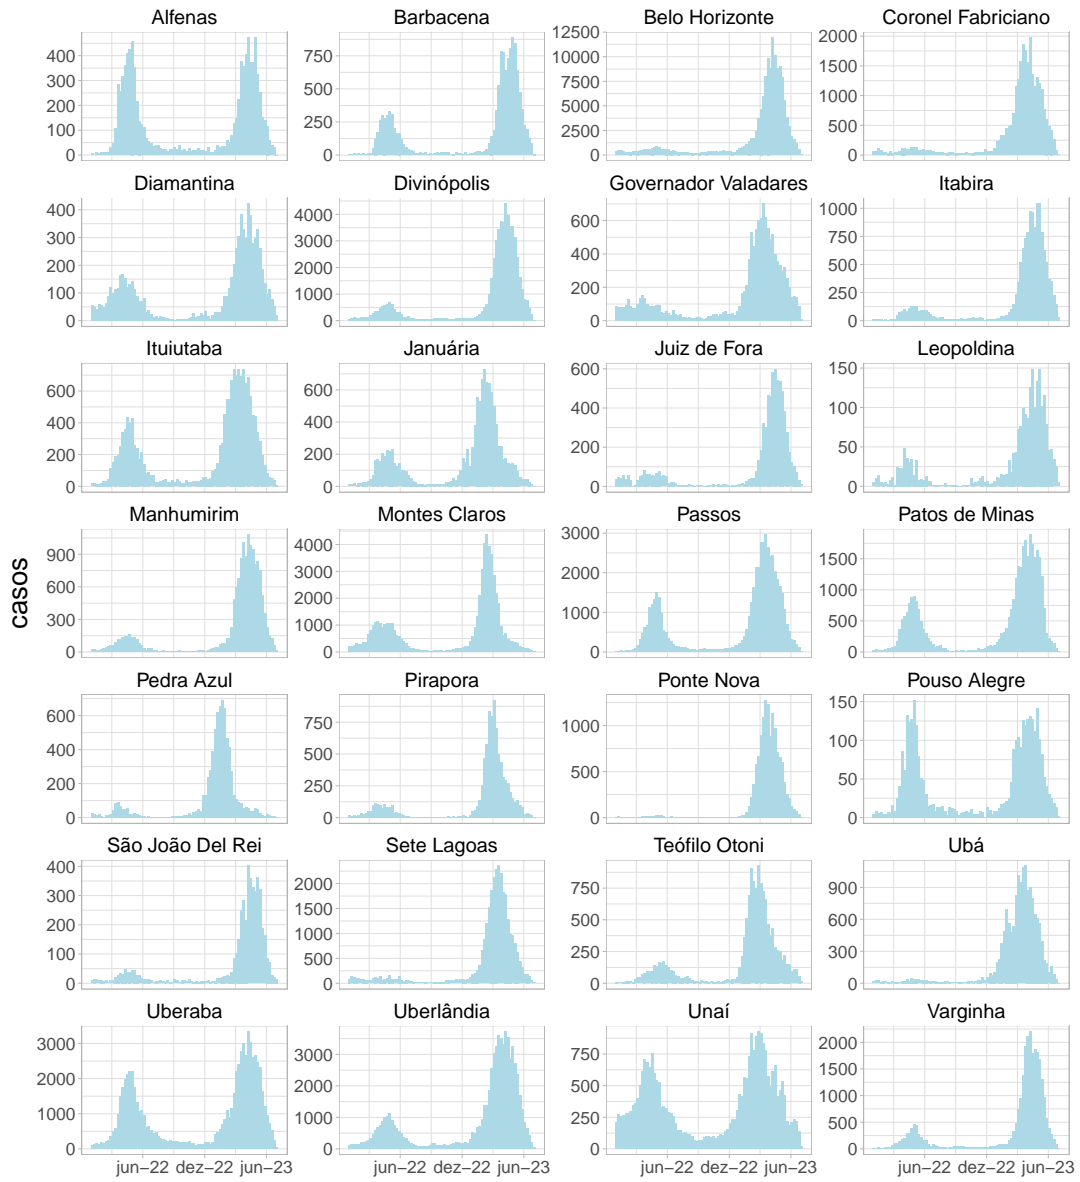 Alfenas Barbacena Belo Horizonte Coronel Fabriciano
400 300 200 100 0
750 500 250 0
12500 10000 7500 5000 2500 0
2000 1500 1000 500 0
Diamantina Divinópolis Governador Valadares Itabira
400 300 200 100 0
4000 3000 2000 1000 0
600 400 200 0
1000 750 500 250 0
Ituiutaba Januária Juiz de Fora Leopoldina
600 400 200 0
600 400 200 0
600 400 200 0
150 100 50 0
Manhumirim Montes Claros Passos Patos de Minas
900 600 300 0
4000 3000 2000 1000 0
3000 2000 1000 0
1500 1000 500 0
casos
Pedra Azul Pirapora Ponte Nova Pouso Alegre
600 400 200 0
750 500 250 0
1000 500 0
150 100 50 0
São João Del Rei Sete Lagoas Teófilo Otoni Ubá
400 300 200 100 0
2000 1500 1000 500 0
750 500 250 0
900 600 300 0
Uberaba Uberlândia Unaí Varginha
3000 2000 1000 0
3000 2000 1000 0
750 500 250 0
2000 1500 1000 500 0
jun–22 dez–22 jun–23 jun–22 dez–22 jun–23 jun–22 dez–22 jun–23 jun–22 dez–22 jun–23